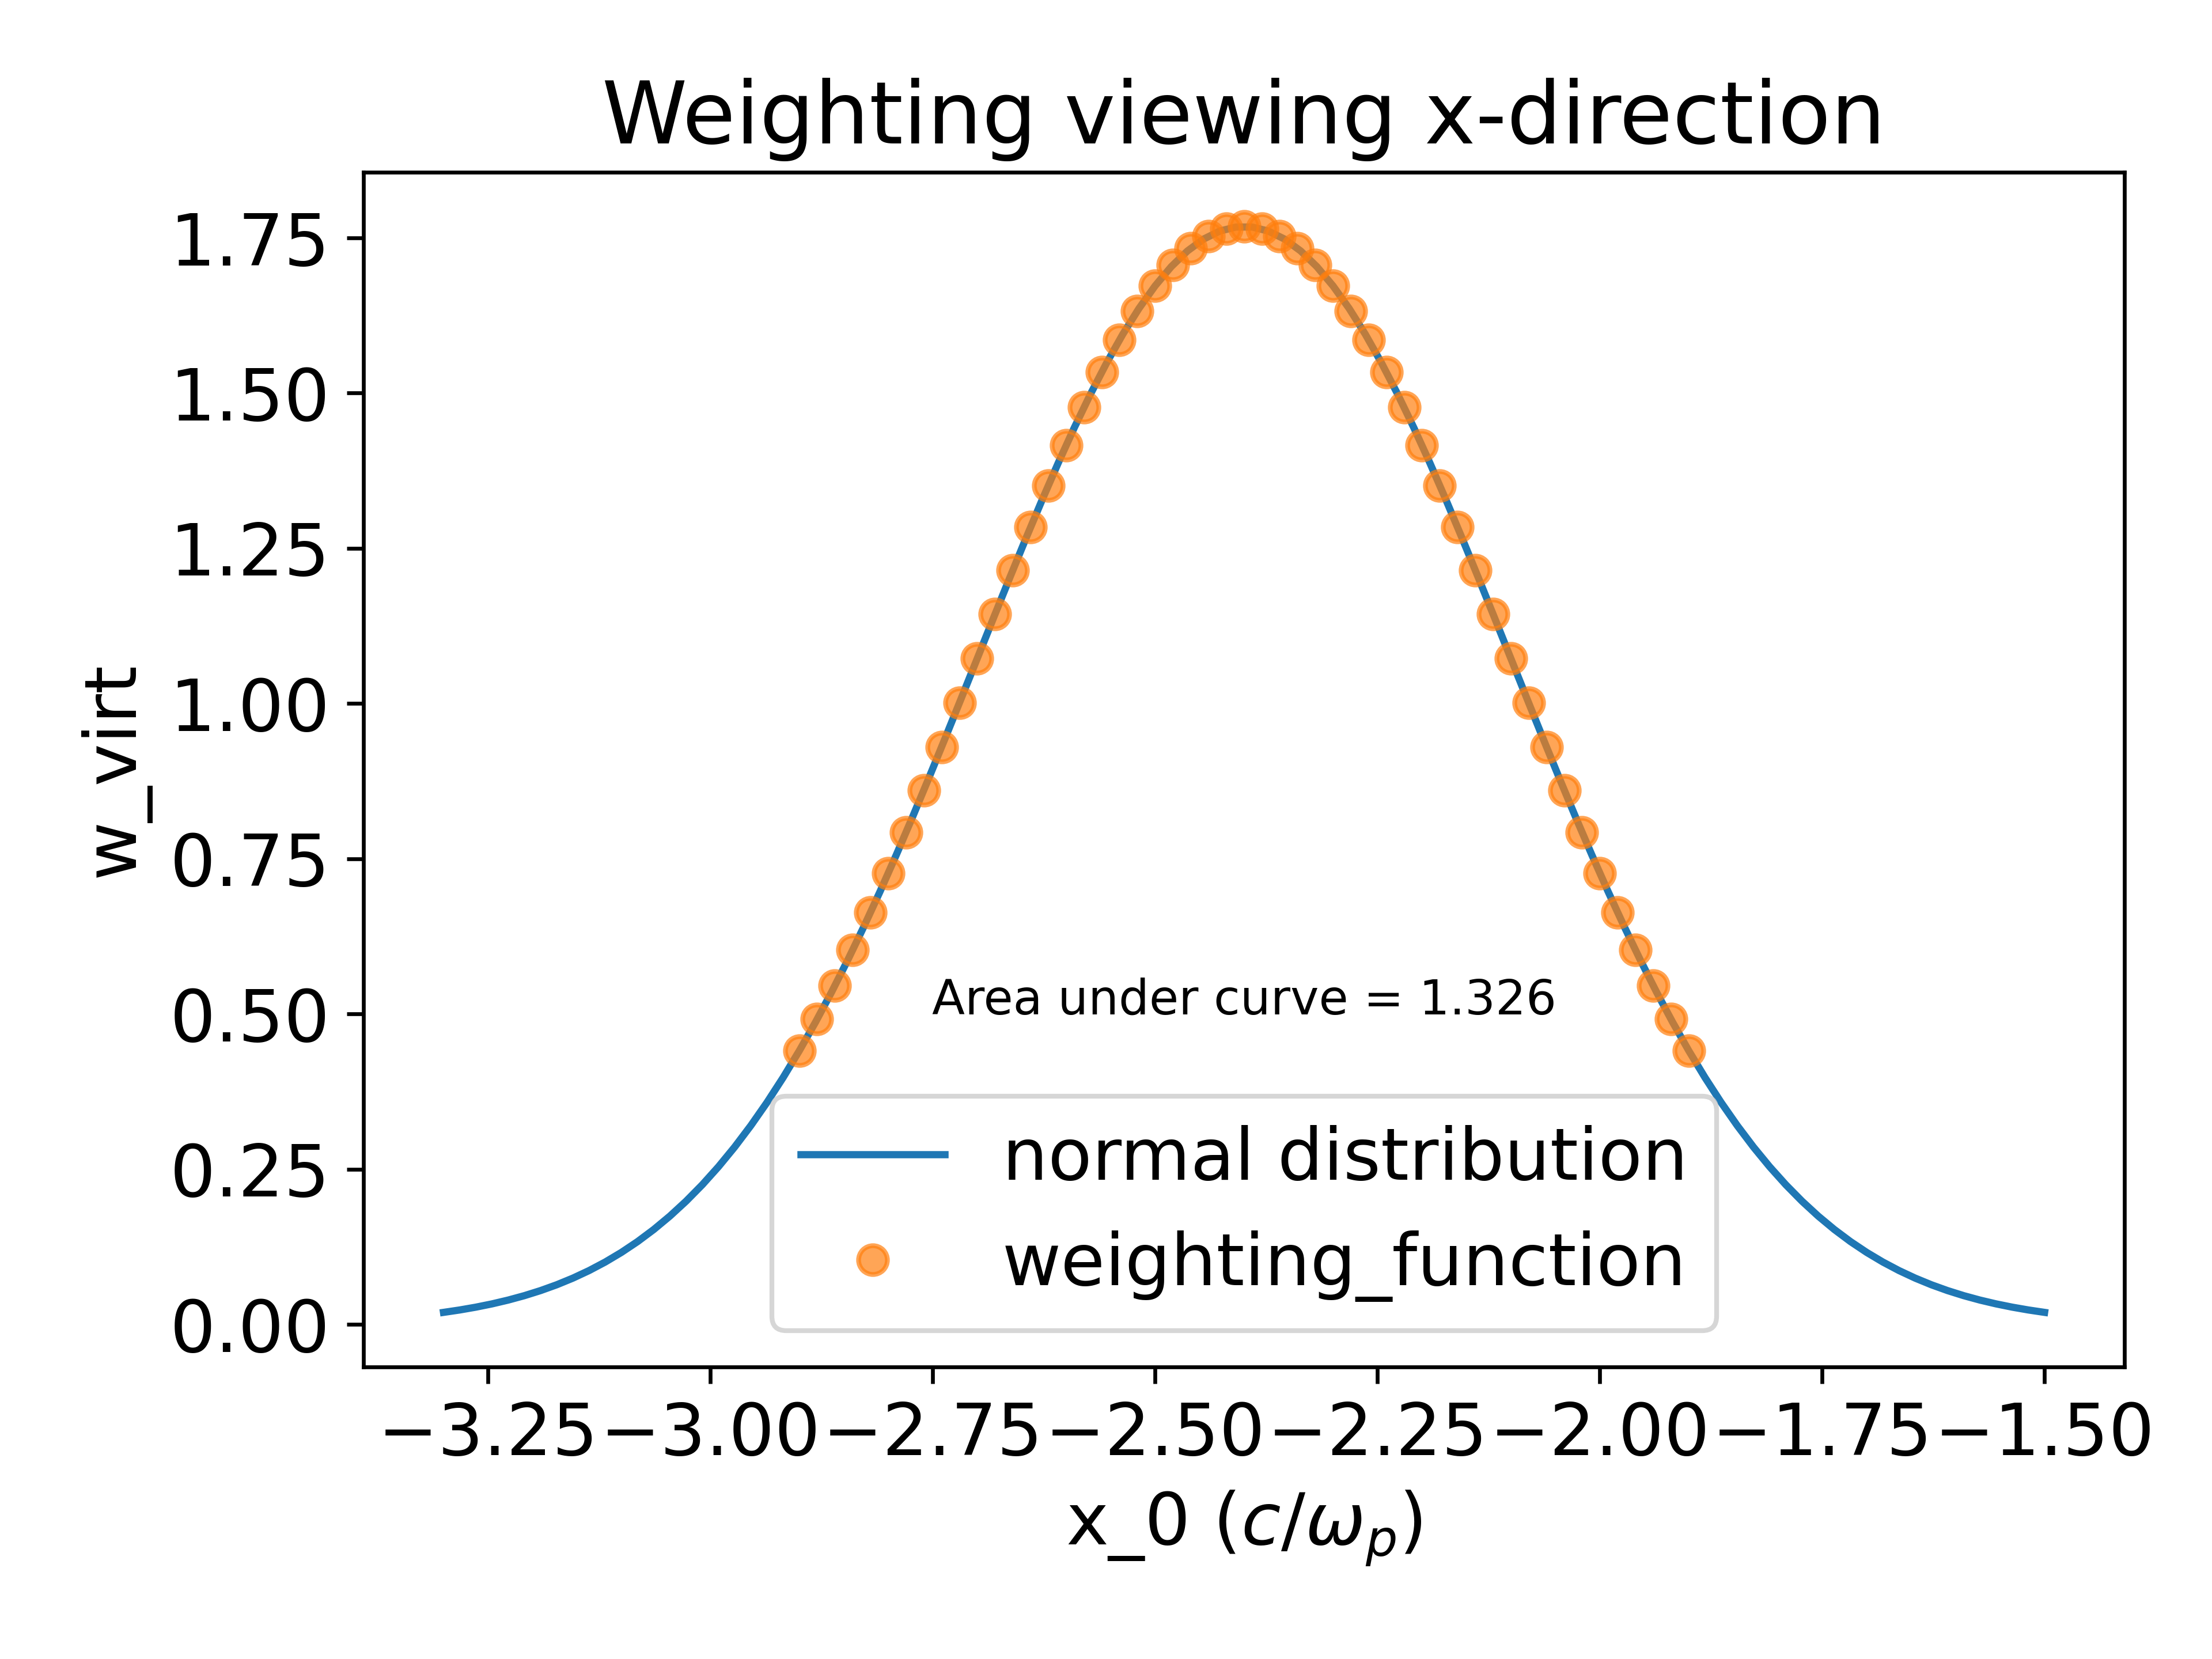 Weighting viewing x-direction
w_virt
1.75
1.50
1.25
1.00
0.75
0.50
0.25
0.00
Area under curve = 1.326
normal distribution
weighting_function
−3.25 −3.00 −2.75 −2.50 −2.25 −2.00 −1.75 −1.50
x_0 (c/ω_p)